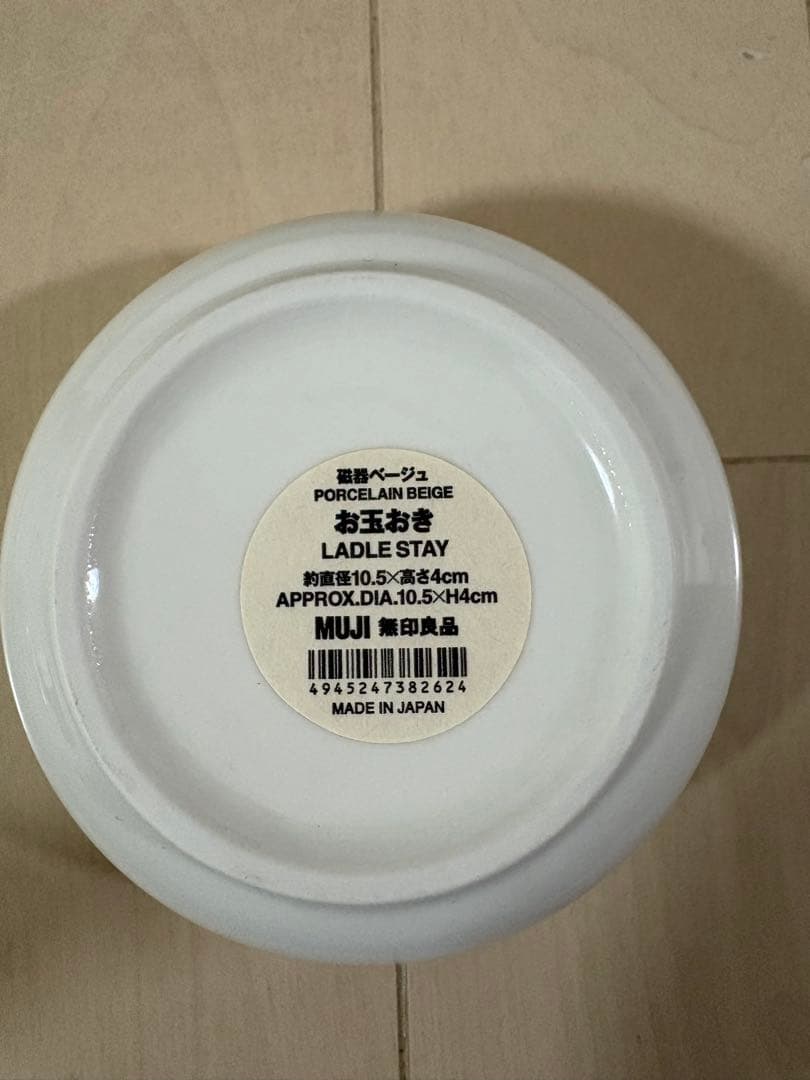 磁器ベージュ
PORCELAIN BEIGE
お玉おき
LADLE STAY
約直径10.5×高さ4cm
APPROX.DIA.10.5×H4cm
MUJI 無印良品
4945247382624
MADE IN JAPAN